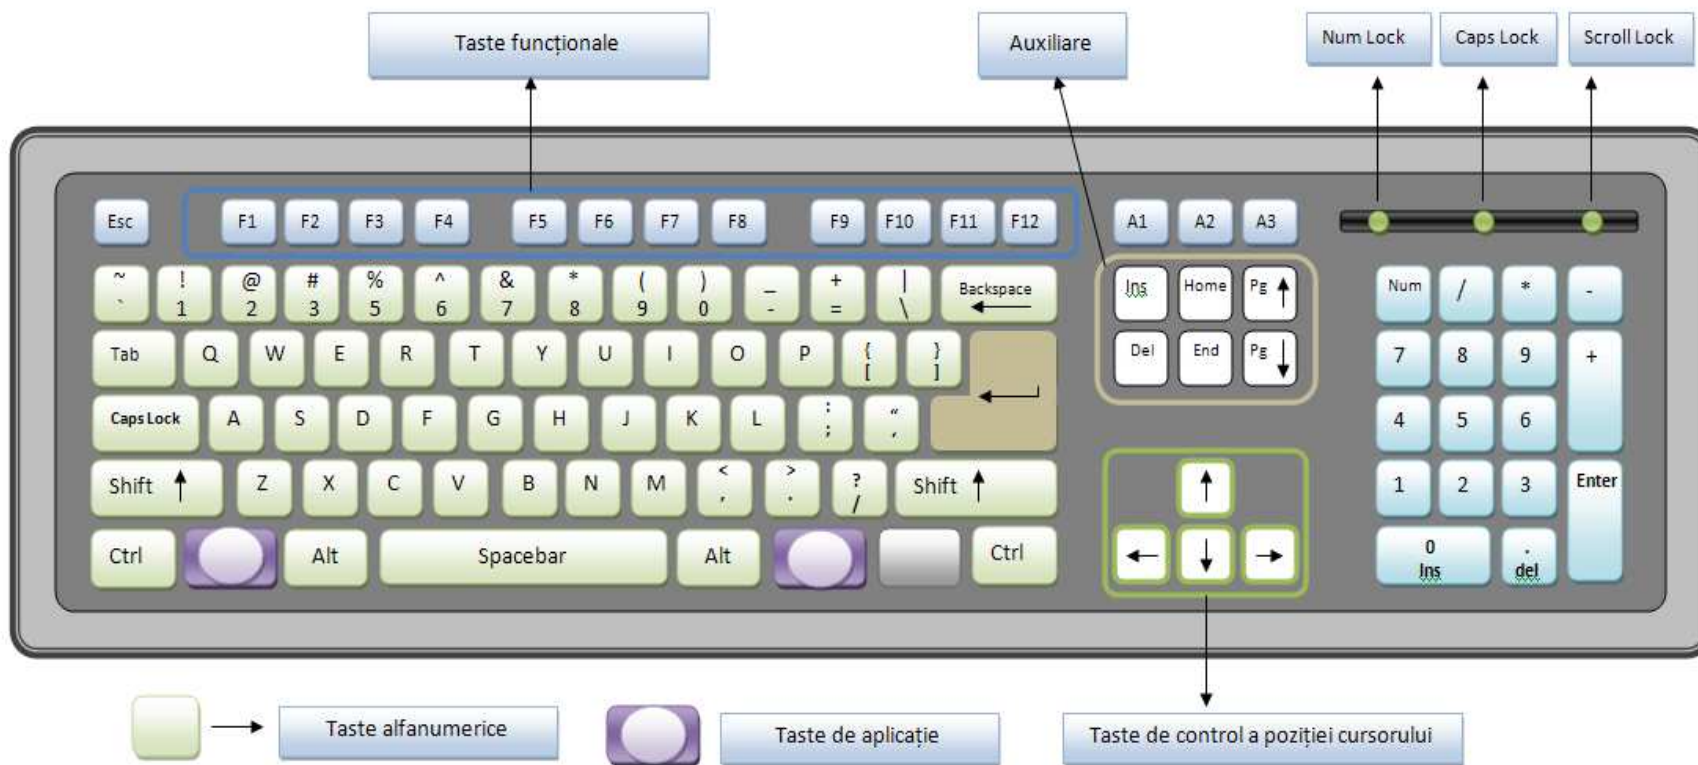 Taste funcționale
Auxiliare
Num Lock
Caps Lock
Scroll Lock
Esc F1 F2 F3 F4 F5 F6 F7 F8 F9 F10 F11 F12 A1 A2 A3
~ ! @ # % ^ & * ( ) _ + |
` 1 2 3 5 6 7 8 9 0 - = \ Backspace
Ins Home Pg ↑
Num / * -
Tab Q W E R T Y U I O P { }
[ ]
Del End Pg ↓
7 8 9 +
Caps Lock A S D F G H J K L : “
; ,
4 5 6
Shift ↑ Z X C V B N M < > ? Shift ↑
, . /
↑
1 2 3 Enter
Ctrl Alt Spacebar Alt Ctrl
← ↓ →
0 .
Ins del
Taste alfanumerice
Taste de aplicație
Taste de control a poziției cursorului